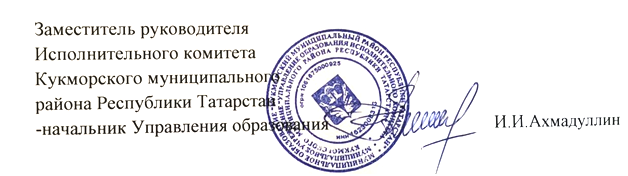 Заместитель руководителя
Исполнительного комитета
Кукморского муниципального
района Республики Татарстан
-начальник Управления образования
И.И.Ахмадуллин